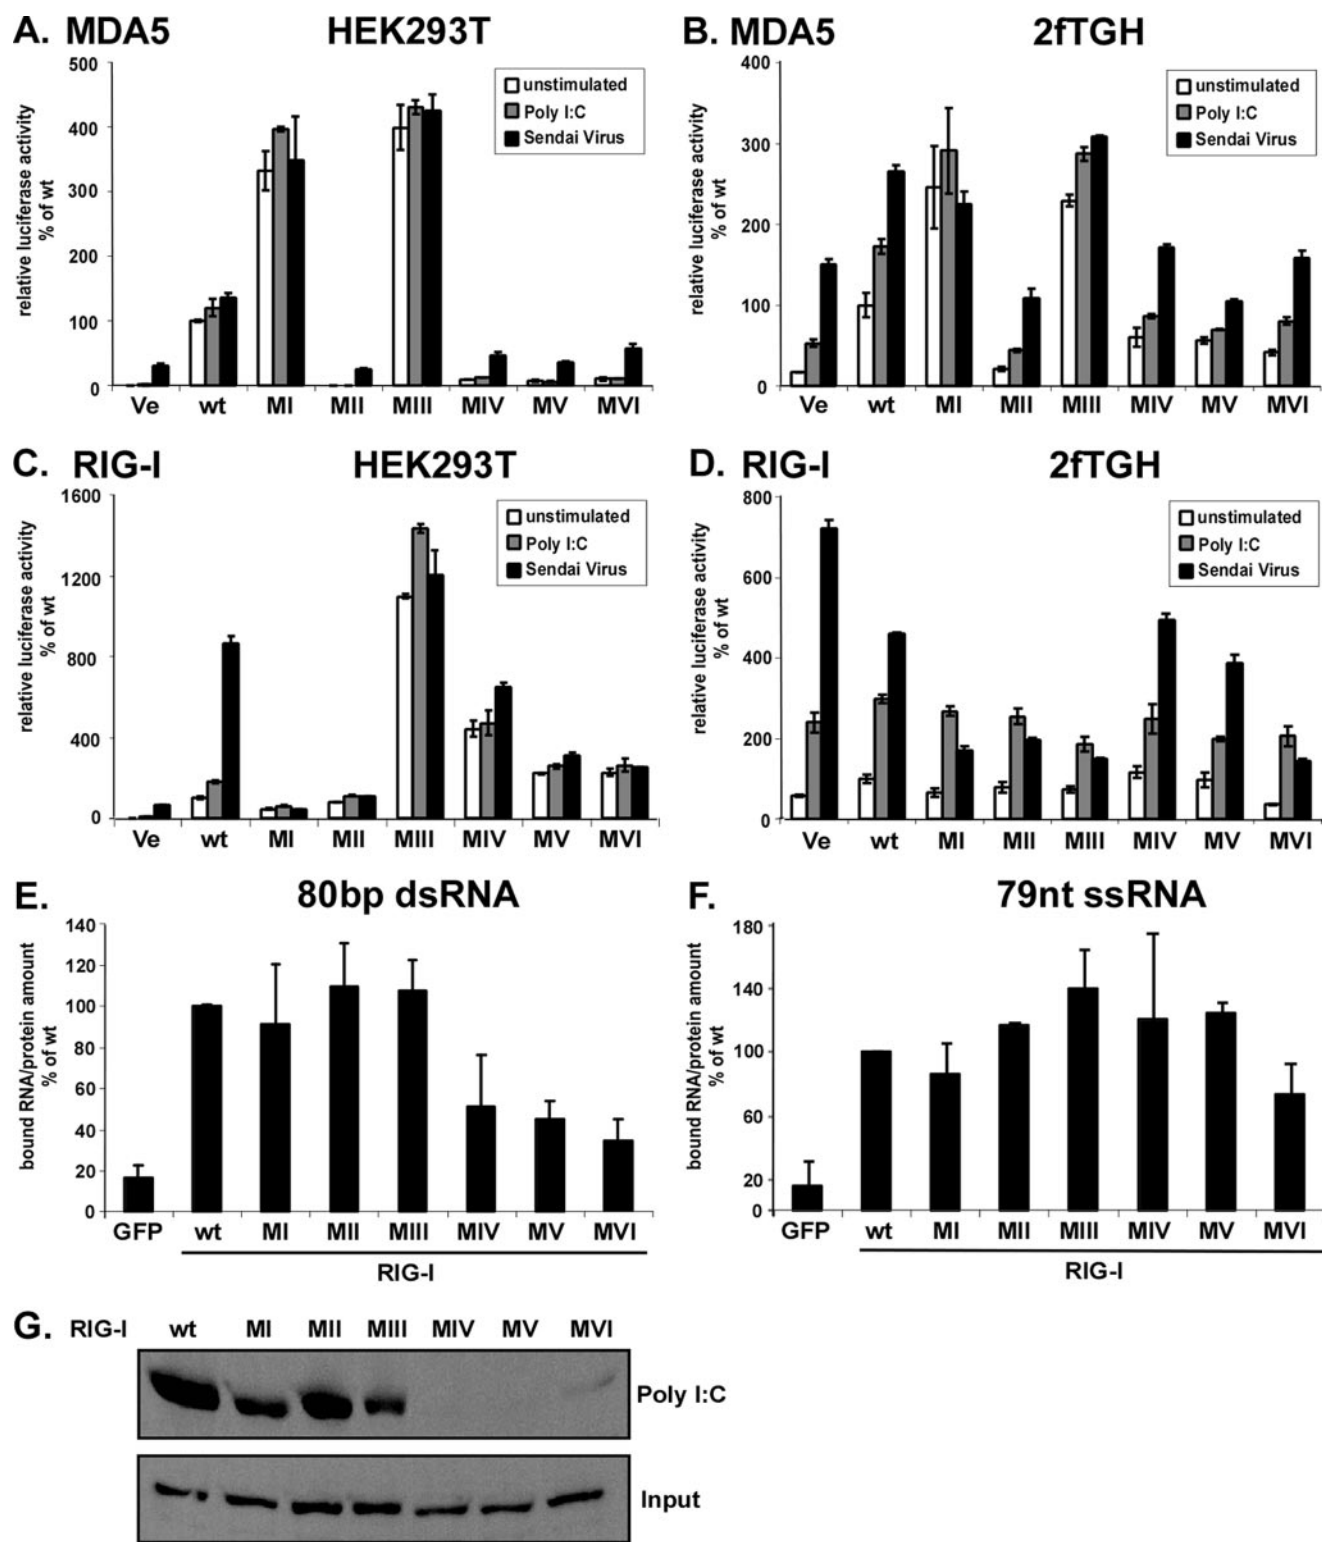 A. MDA5 HEK293T
relative luciferase activity
% of wt
500
400
300
200
100
0
unstimulated
Poly I:C
Sendai Virus
Ve wt MI MII MIII MIV MV MVI
B. MDA5 2fTGH
relative luciferase activity
% of wt
400
300
200
100
0
unstimulated
Poly I:C
Sendai Virus
Ve wt MI MII MIII MIV MV MVI
C. RIG-I HEK293T
relative luciferase activity
% of wt
1600
1200
800
400
0
unstimulated
Poly I:C
Sendai Virus
Ve wt MI MII MIII MIV MV MVI
D. RIG-I 2fTGH
relative luciferase activity
% of wt
800
600
400
200
0
unstimulated
Poly I:C
Sendai Virus
Ve wt MI MII MIII MIV MV MVI
E. 80bp dsRNA
bound RNA/protein amount
% of wt
140
120
100
80
60
40
20
0
GFP wt MI MII MIII MIV MV MVI
RIG-I
F. 79nt ssRNA
bound RNA/protein amount
% of wt
180
140
100
60
20
0
GFP wt MI MII MIII MIV MV MVI
RIG-I
G. RIG-I wt MI MII MIII MIV MV MVI
Poly I:C
Input